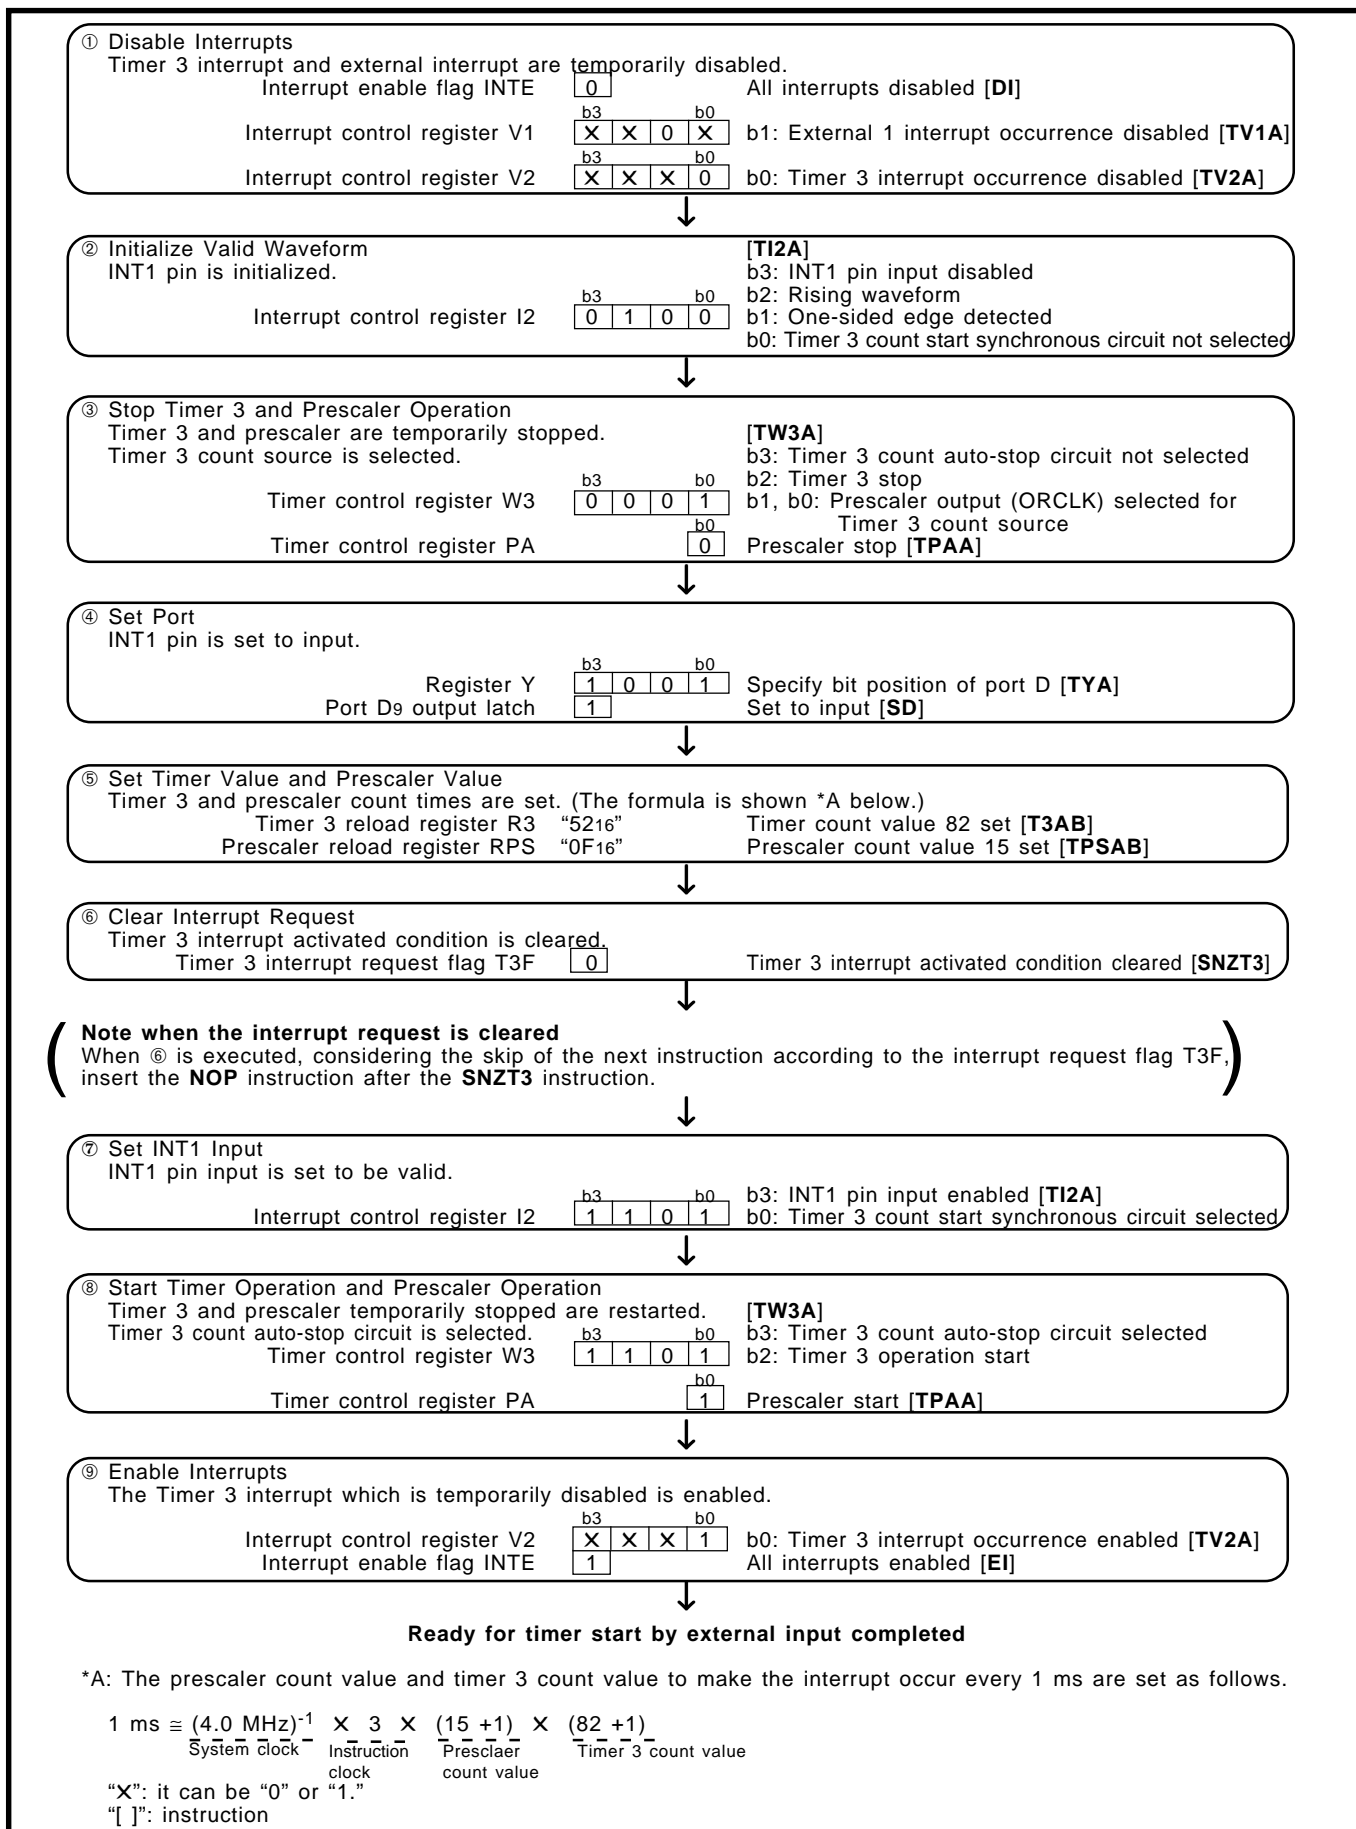 ① Disable Interrupts
Timer 3 interrupt and external interrupt are temporarily disabled.
Interrupt enable flag INTE 0 All interrupts disabled [DI]
b3 b0
Interrupt control register V1 X X 0 X b1: External 1 interrupt occurrence disabled [TV1A]
b3 b0
Interrupt control register V2 X X X 0 b0: Timer 3 interrupt occurrence disabled [TV2A]
② Initialize Valid Waveform [TI2A]
INT1 pin is initialized. b3: INT1 pin input disabled
b3 b0 b2: Rising waveform
Interrupt control register I2 0 1 0 0 b1: One-sided edge detected
b0: Timer 3 count start synchronous circuit not selected
③ Stop Timer 3 and Prescaler Operation
Timer 3 and prescaler are temporarily stopped. [TW3A]
Timer 3 count source is selected. b3: Timer 3 count auto-stop circuit not selected
b3 b0 b2: Timer 3 stop
Timer control register W3 0 0 0 1 b1, b0: Prescaler output (ORCLK) selected for
b0 Timer 3 count source
Timer control register PA 0 Prescaler stop [TPAA]
④ Set Port
INT1 pin is set to input.
b3 b0
Register Y 1 0 0 1 Specify bit position of port D [TYA]
Port D9 output latch 1 Set to input [SD]
⑤ Set Timer Value and Prescaler Value
Timer 3 and prescaler count times are set. (The formula is shown *A below.)
Timer 3 reload register R3 “5216” Timer count value 82 set [T3AB]
Prescaler reload register RPS “0F16” Prescaler count value 15 set [TPSAB]
⑥ Clear Interrupt Request
Timer 3 interrupt activated condition is cleared.
Timer 3 interrupt request flag T3F 0 Timer 3 interrupt activated condition cleared [SNZT3]
Note when the interrupt request is cleared
When ⑥ is executed, considering the skip of the next instruction according to the interrupt request flag T3F,
insert the NOP instruction after the SNZT3 instruction.
⑦ Set INT1 Input
INT1 pin input is set to be valid.
b3 b0 b3: INT1 pin input enabled [TI2A]
Interrupt control register I2 1 1 0 1 b0: Timer 3 count start synchronous circuit selected
⑧ Start Timer Operation and Prescaler Operation
Timer 3 and prescaler temporarily stopped are restarted. [TW3A]
Timer 3 count auto-stop circuit is selected. b3 b0 b3: Timer 3 count auto-stop circuit selected
Timer control register W3 1 1 0 1 b2: Timer 3 operation start
b0
Timer control register PA 1 Prescaler start [TPAA]
⑨ Enable Interrupts
The Timer 3 interrupt which is temporarily disabled is enabled.
b3 b0
Interrupt control register V2 X X X 1 b0: Timer 3 interrupt occurrence enabled [TV2A]
Interrupt enable flag INTE 1 All interrupts enabled [EI]
Ready for timer start by external input completed
*A: The prescaler count value and timer 3 count value to make the interrupt occur every 1 ms are set as follows.
1 ms ≅ (4.0 MHz)-1 X 3 X (15 +1) X (82 +1)
System clock Instruction Presclaer Timer 3 count value
clock count value
“X”: it can be “0” or “1.”
“[ ]”: instruction